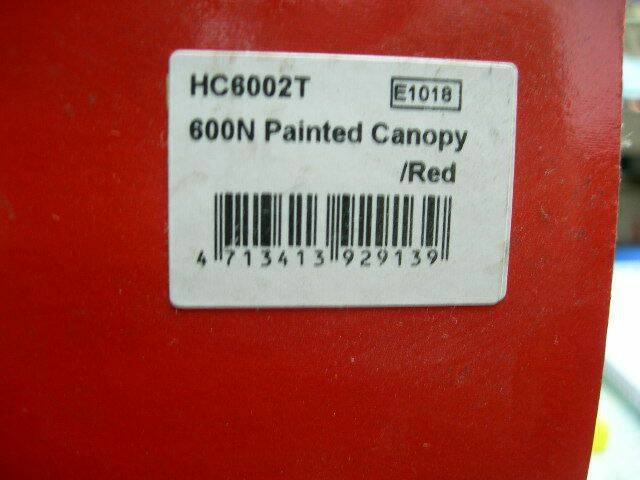 HC6002T E1018
600N Painted Canopy
/Red
4 713413 929139